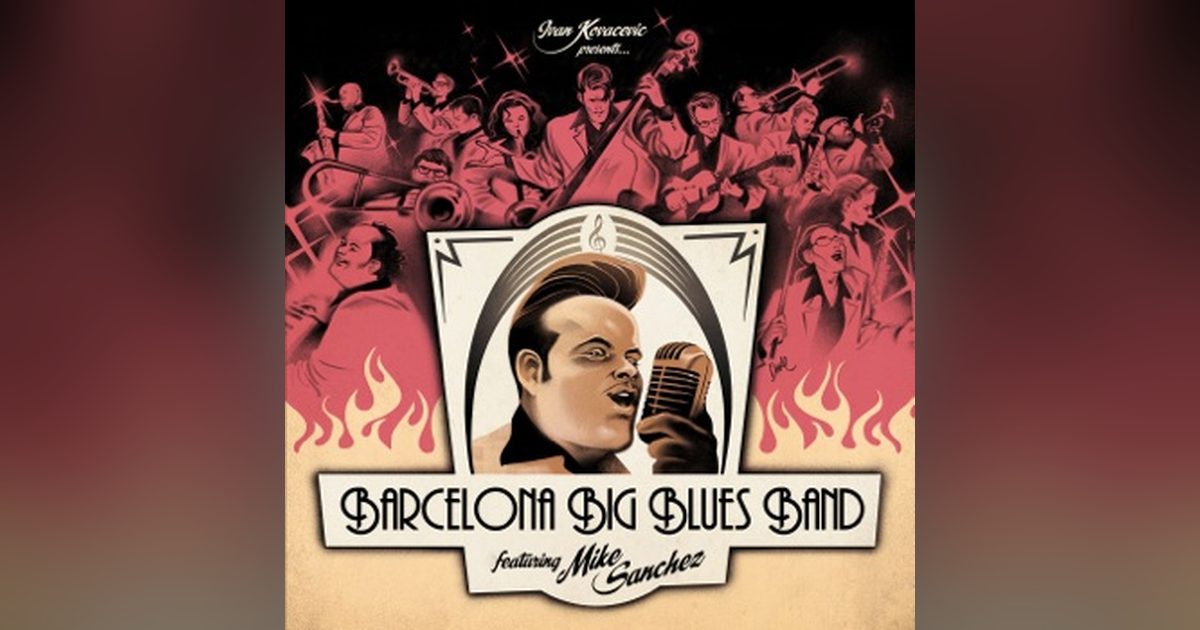 Ivan Kovacevic
presents...
BARCELONA BIG BLUES BAND
featuring Mike Sanchez